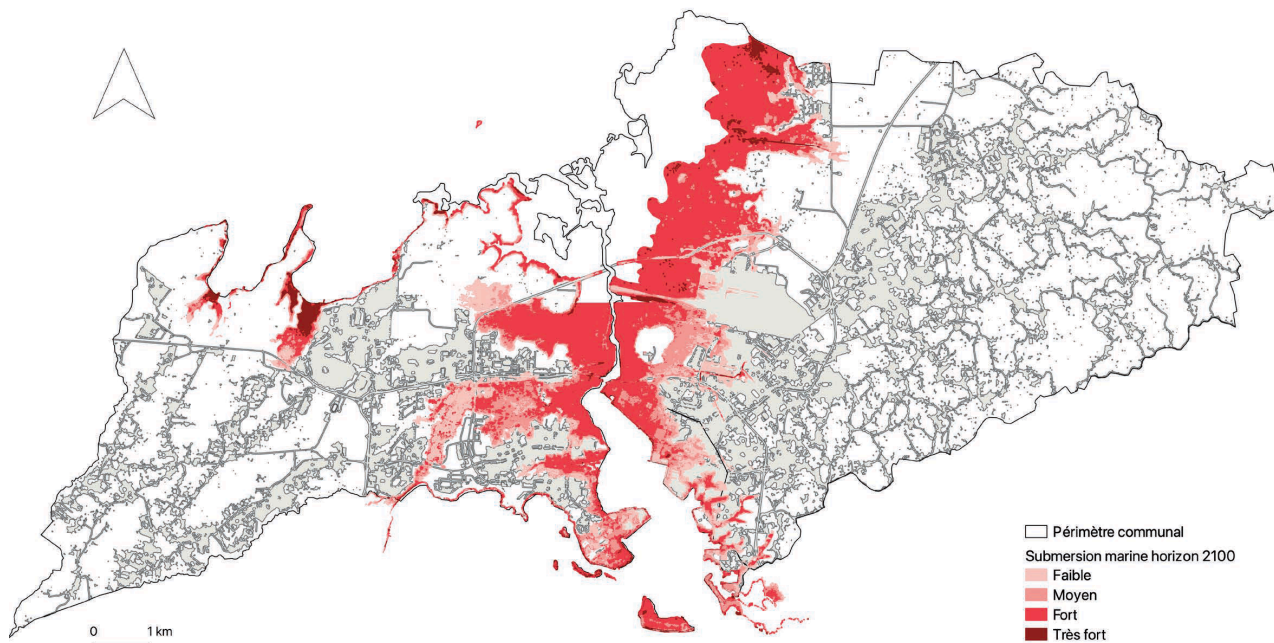 Périmètre communal
Submersion marine horizon 2100
Faible
Moyen
Fort
Très fort
0 1 km